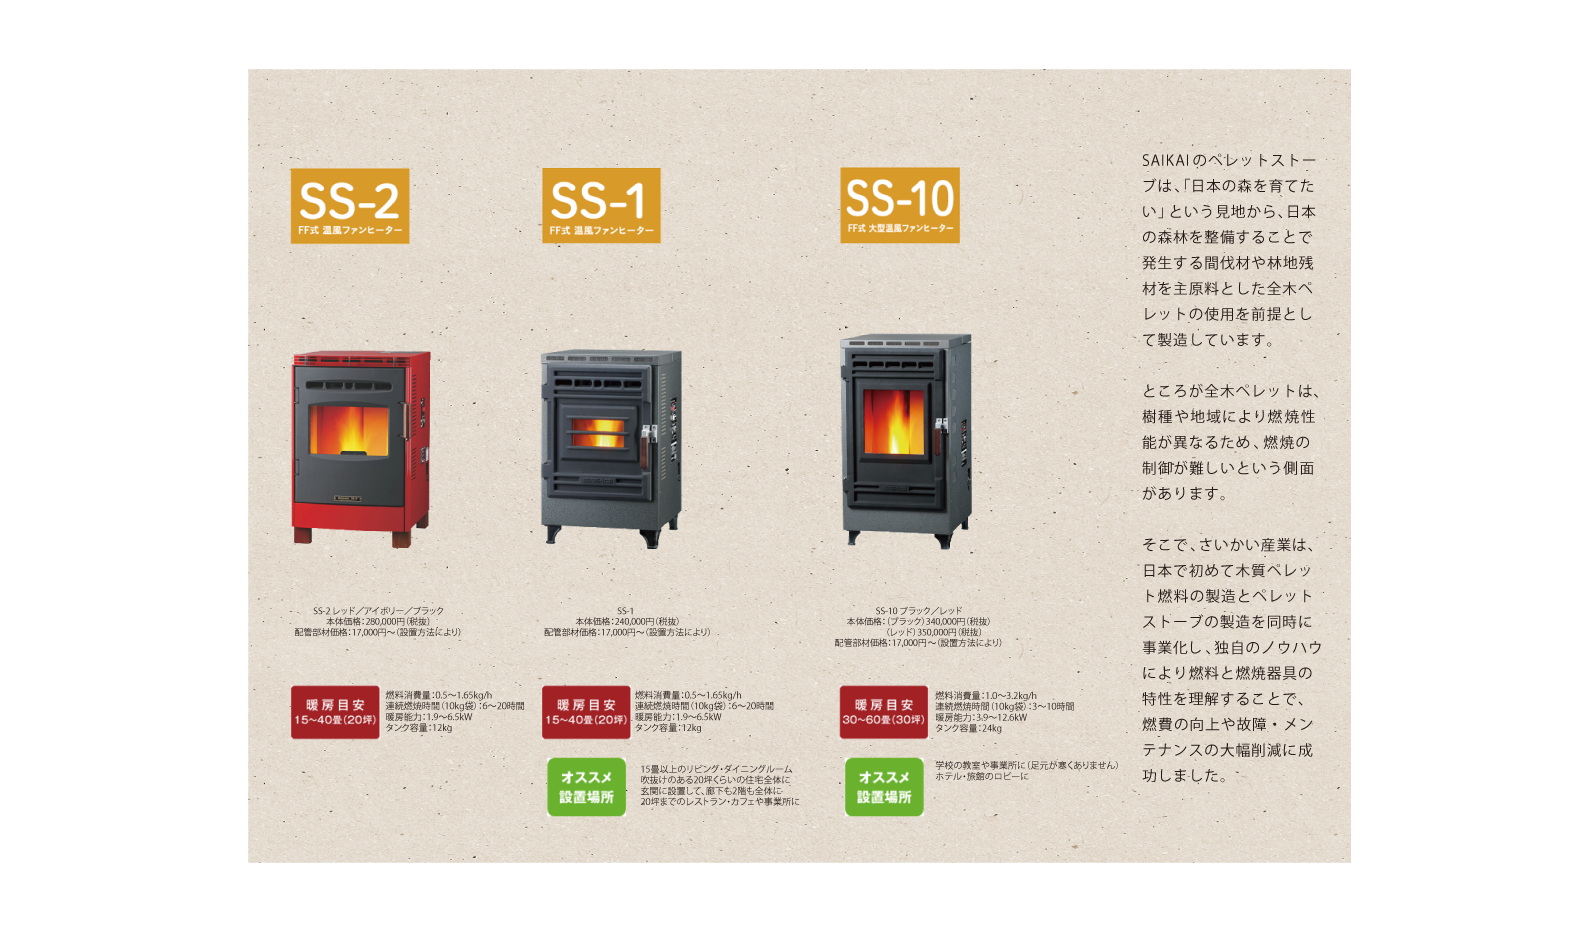 SS-2
FF式 温風ファンヒーター
SS-2 レッド／アイボリー／ブラック
本体価格：280,000円（税抜）
配管部材価格：17,000円～（設置方法により）
暖房目安
15～40畳（20坪）
燃料消費量：0.5～1.65kg/h
連続燃焼時間（10kg袋）：6～20時間
暖房能力：1.9～6.5kW
タンク容量：12kg
SS-1
FF式 温風ファンヒーター
SS-1
本体価格：240,000円（税抜）
配管部材価格：17,000円～（設置方法により）
暖房目安
15～40畳（20坪）
燃料消費量：0.5～1.65kg/h
連続燃焼時間（10kg袋）：6～20時間
暖房能力：1.9～6.5kW
タンク容量：12kg
オススメ
設置場所
15畳以上のリビング・ダイニングルーム
吹抜けのある20坪くらいの住宅全体に
玄関に設置して、廊下も2階も全体に
20坪までのレストラン・カフェや事業所に
SS-10
FF式 大型温風ファンヒーター
SS-10 ブラック／レッド
本体価格：（ブラック）340,000円（税抜）
（レッド）350,000円（税抜）
配管部材価格：17,000円～（設置方法により）
暖房目安
30～60畳（30坪）
燃料消費量：1.0～3.2kg/h
連続燃焼時間（10kg袋）：3～10時間
暖房能力：3.9～12.6kW
タンク容量：24kg
オススメ
設置場所
学校の教室や事業所に（足元が寒くありません）
ホテル・旅館のロビーに
SAIKAIのペレットストー
ブは、「日本の森を育てた
い」という見地から、日本
の森林を整備することで
発生する間伐材や林地残
材を主原料とした全木ペ
レットの使用を前提とし
て製造しています。
ところが全木ペレットは、
樹種や地域により燃焼性
能が異なるため、燃焼の
制御が難しいという側面
があります。
そこで、さいかい産業は、
日本で初めて木質ペレッ
ト燃料の製造とペレット
ストーブの製造を同時に
事業化し、独自のノウハウ
により燃料と燃焼器具の
特性を理解することで、
燃費の向上や故障・メン
テナンスの大幅削減に成
功しました。